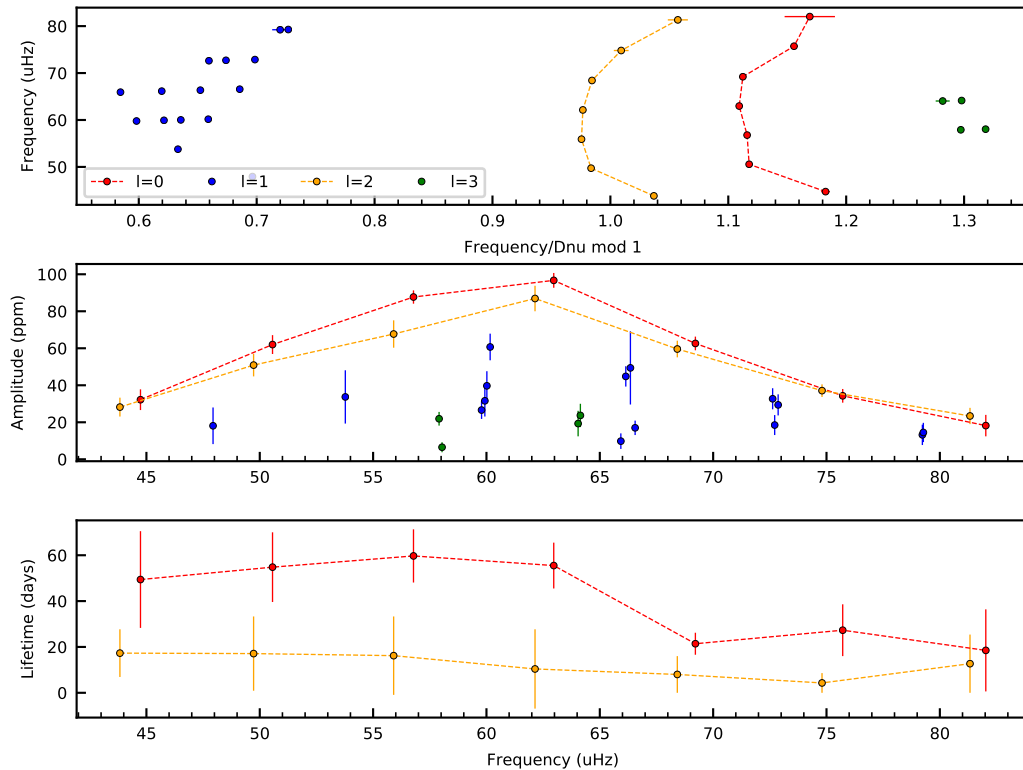 80
70
60
50
Frequency (uHz)
l=0 l=1 l=2 l=3
0.6 0.7 0.8 0.9 1.0 1.1 1.2 1.3
Frequency/Dnu mod 1
100
80
60
40
20
0
Amplitude (ppm)
45 50 55 60 65 70 75 80
60
40
20
0
Lifetime (days)
45 50 55 60 65 70 75 80
Frequency (uHz)